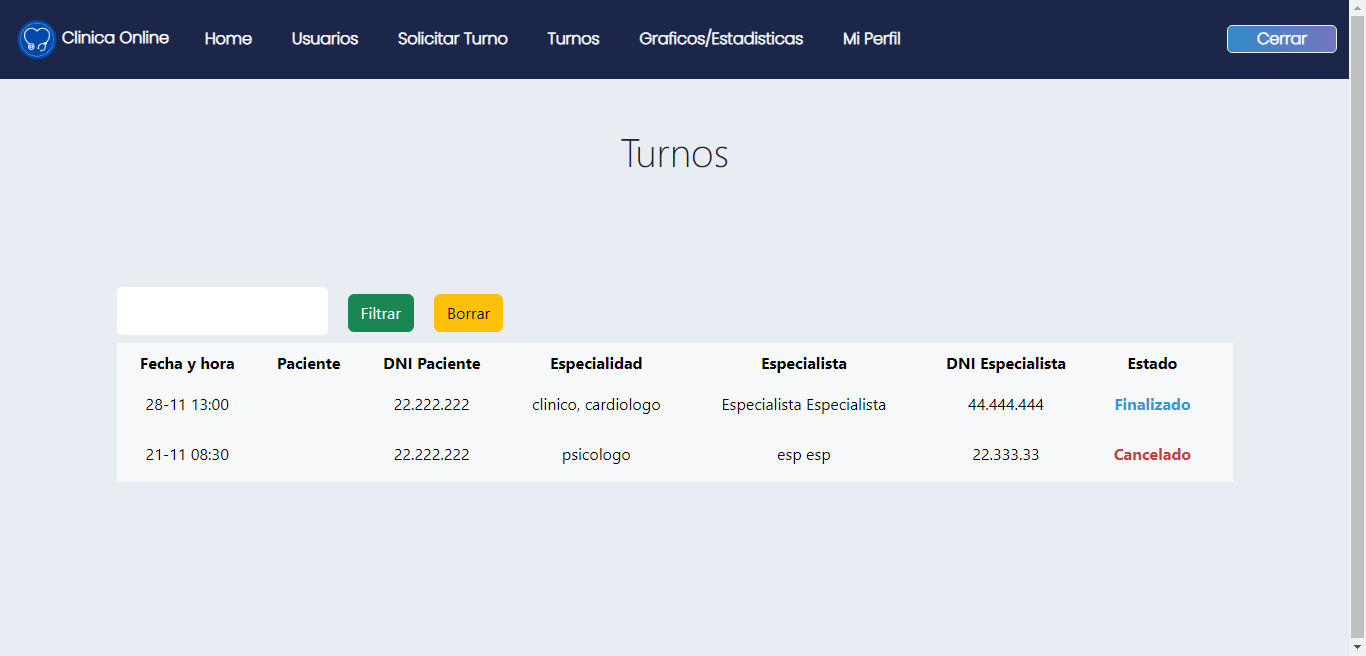 Clinica Online Home Usuarios Solicitar Turno Turnos Graficos/Estadisticas Mi Perfil Cerrar
Turnos
Filtrar Borrar
Fecha y hora Paciente DNI Paciente Especialidad Especialista DNI Especialista Estado
28-11 13:00 22.222.222 clinico, cardiologo Especialista Especialista 44.444.444 Finalizado
21-11 08:30 22.222.222 psicologo esp esp 22.333.33 Cancelado